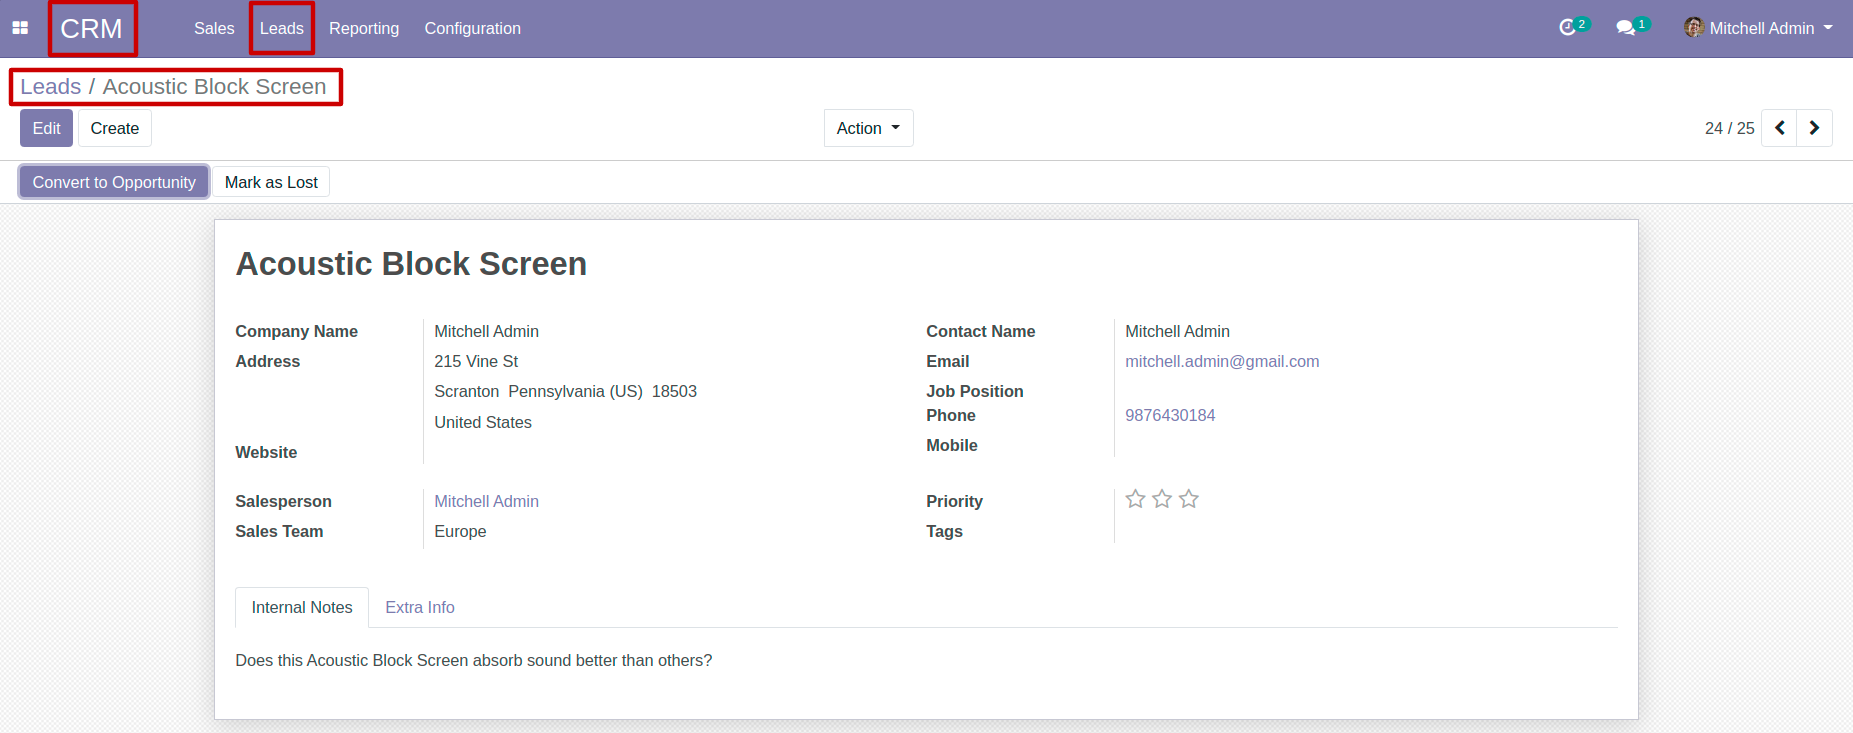 CRM Sales Leads Reporting Configuration 2 1 Mitchell Admin
Leads / Acoustic Block Screen
Edit Create Action 24 / 25
Convert to Opportunity Mark as Lost
Acoustic Block Screen
Company Name Mitchell Admin Contact Name Mitchell Admin
Address 215 Vine St Email mitchell.admin@gmail.com
Scranton Pennsylvania (US) 18503 Job Position
United States Phone 9876430184
Website Mobile
Salesperson Mitchell Admin Priority
Sales Team Europe Tags
Internal Notes Extra Info
Does this Acoustic Block Screen absorb sound better than others?